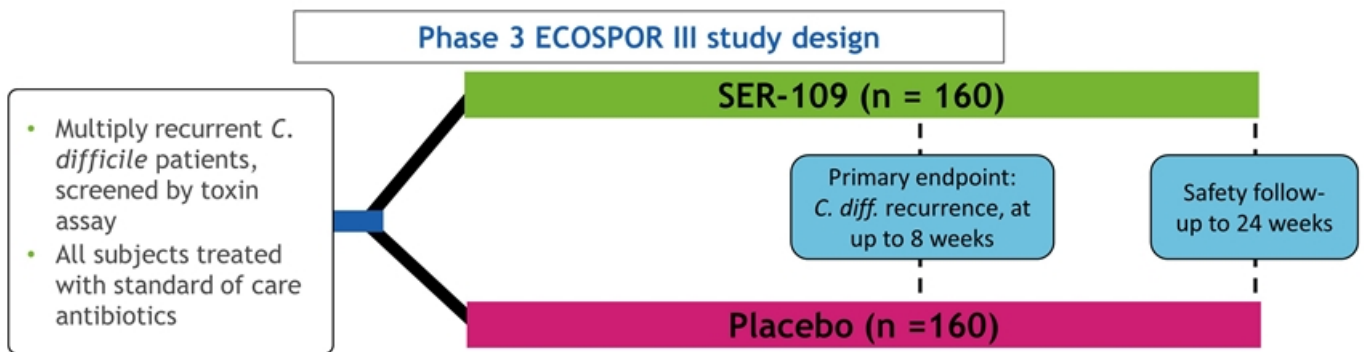 Phase 3 ECOSPOR III study design
SER-109 (n = 160)
• Multiply recurrent C.
difficile patients,
screened by toxin
assay
• All subjects treated
with standard of care
antibiotics
Primary endpoint:
C. diff. recurrence, at
up to 8 weeks
Safety follow-
up to 24 weeks
Placebo (n =160)